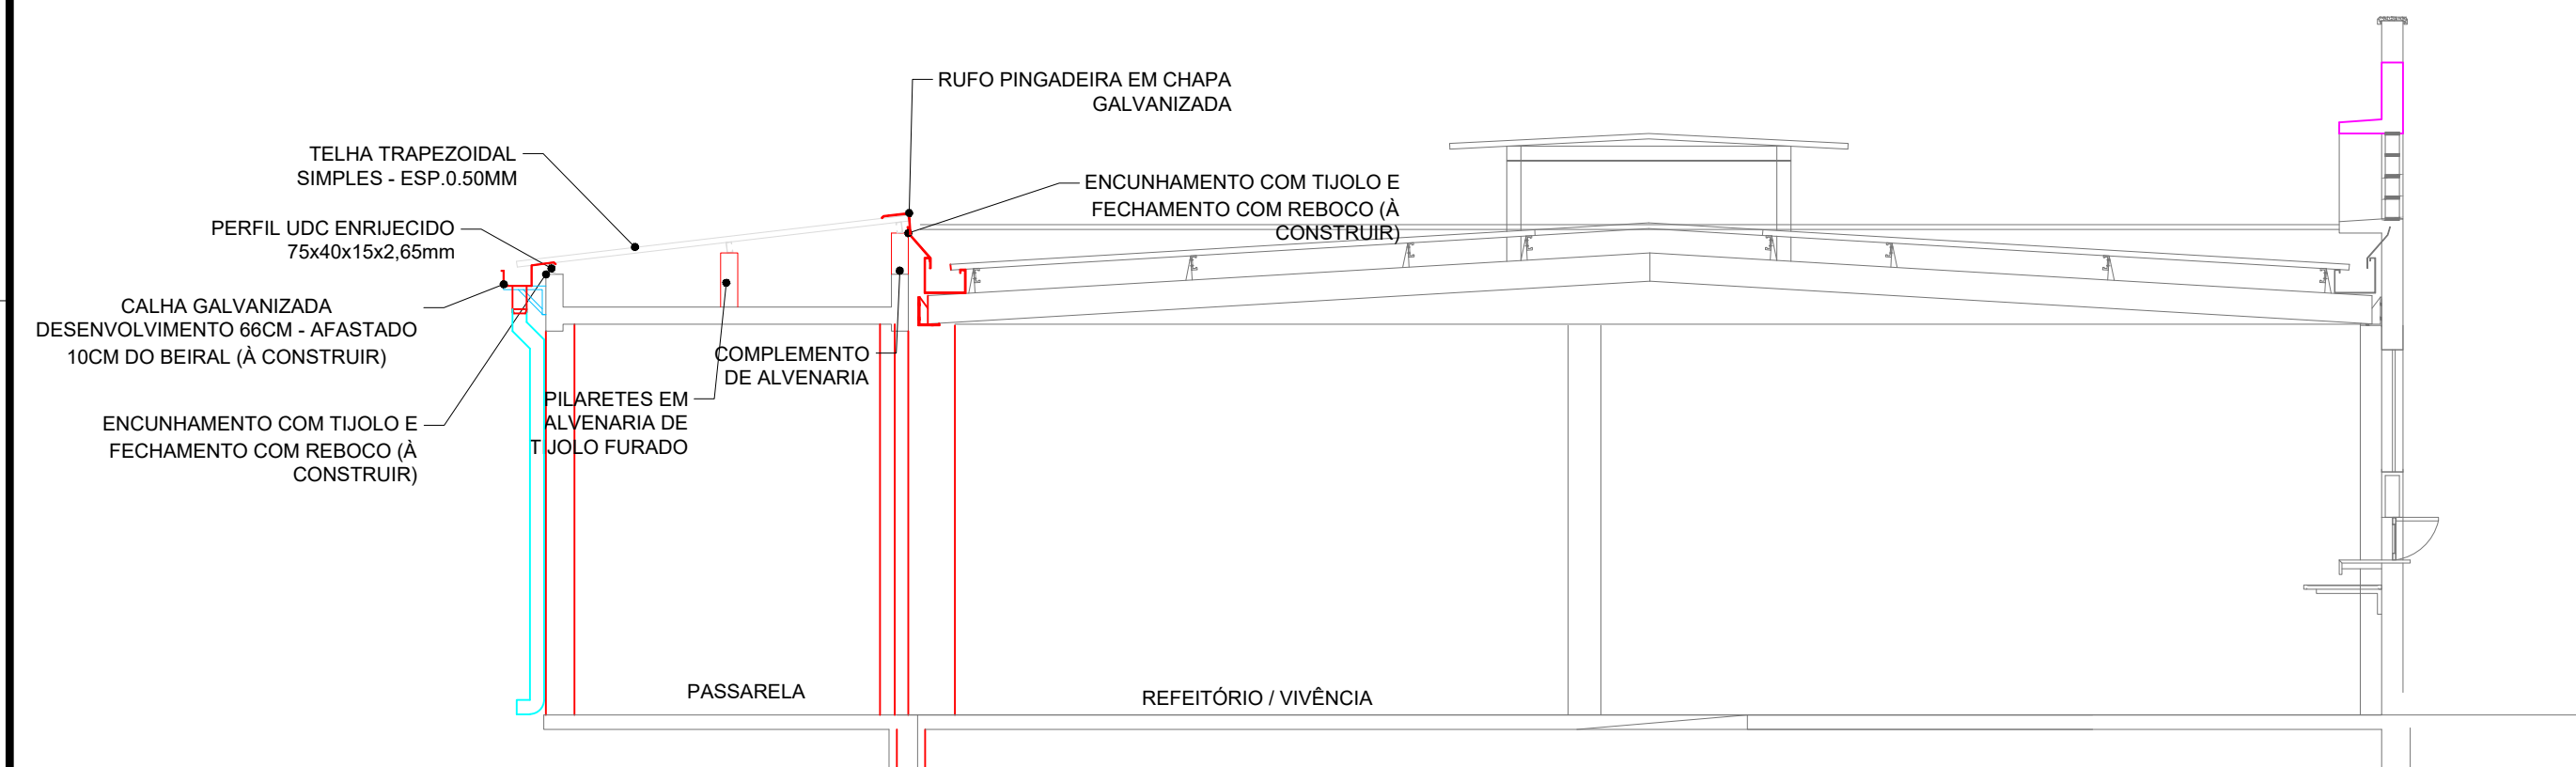 RUFO PINGADEIRA EM CHAPA
GALVANIZADA
TELHA TRAPEZOIDAL
SIMPLES - ESP.0.50MM
ENCUNHAMENTO COM TIJOLO E
FECHAMENTO COM REBOCO (À
CONSTRUIR)
PERFIL UDC ENRIJECIDO
75x40x15x2,65mm
CALHA GALVANIZADA
DESENVOLVIMENTO 66CM - AFASTADO
10CM DO BEIRAL (À CONSTRUIR)
COMPLEMENTO
DE ALVENARIA
PILARETES EM
ALVENARIA DE
TIJOLO FURADO
ENCUNHAMENTO COM TIJOLO E
FECHAMENTO COM REBOCO (À
CONSTRUIR)
PASSARELA
REFEITÓRIO / VIVÊNCIA